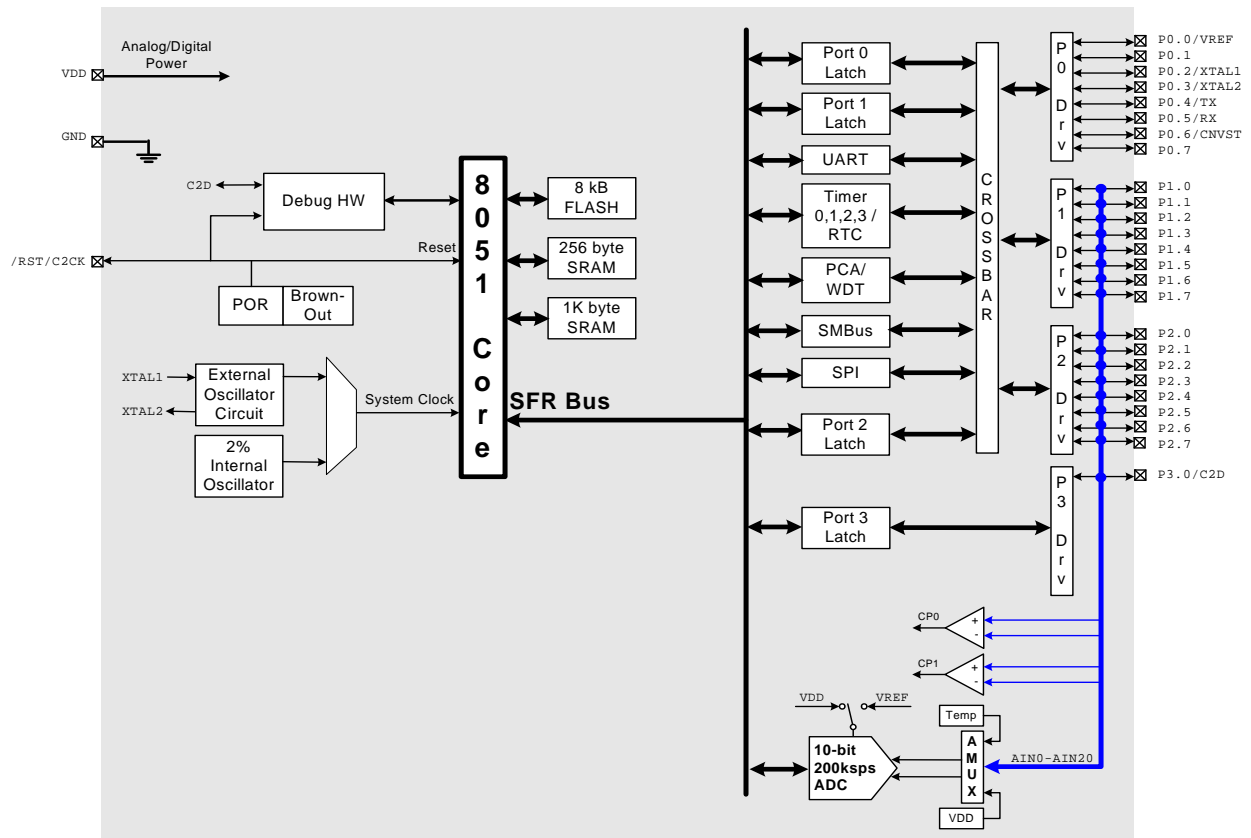 Analog/Digital
Power
VDD
GND
C2D
Debug HW
Reset
/RST/C2CK
POR
Brown-
Out
XTAL1
XTAL2
External
Oscillator
Circuit
2%
Internal
Oscillator
System Clock
8
0
5
1
C
o
r
e
8 kB
FLASH
256 byte
SRAM
1K byte
SRAM
SFR Bus
Port 0
Latch
Port 1
Latch
UART
Timer
0,1,2,3 /
RTC
PCA/
WDT
SMBus
SPI
Port 2
Latch
Port 3
Latch
C
R
O
S
S
B
A
R
P
0
D
r
v
P
1
D
r
v
P
2
D
r
v
P
3
D
r
v
P0.0/VREF
P0.1
P0.2/XTAL1
P0.3/XTAL2
P0.4/TX
P0.5/RX
P0.6/CNVST
P0.7
P1.0
P1.1
P1.2
P1.3
P1.4
P1.5
P1.6
P1.7
P2.0
P2.1
P2.2
P2.3
P2.4
P2.5
P2.6
P2.7
P3.0/C2D
CP0
+
-
CP1
+
-
VDD
VREF
Temp
10-bit
200ksps
ADC
A
M
U
X
AIN0-AIN20
VDD